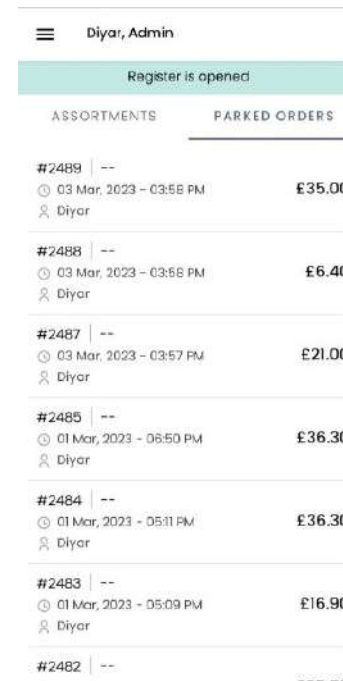 Diyar, Admin
Register is opened
ASSORTMENTS PARKED ORDERS
#2489 | --
03 Mar, 2023 - 03:58 PM £35.00
Diyar
#2488 | --
03 Mar, 2023 - 03:58 PM £6.40
Diyar
#2487 | --
03 Mar, 2023 - 03:57 PM £21.00
Diyar
#2485 | --
01 Mar, 2023 - 06:50 PM £36.30
Diyar
#2484 | --
01 Mar, 2023 - 05:11 PM £36.30
Diyar
#2483 | --
01 Mar, 2023 - 05:09 PM £16.90
Diyar
#2482 | --